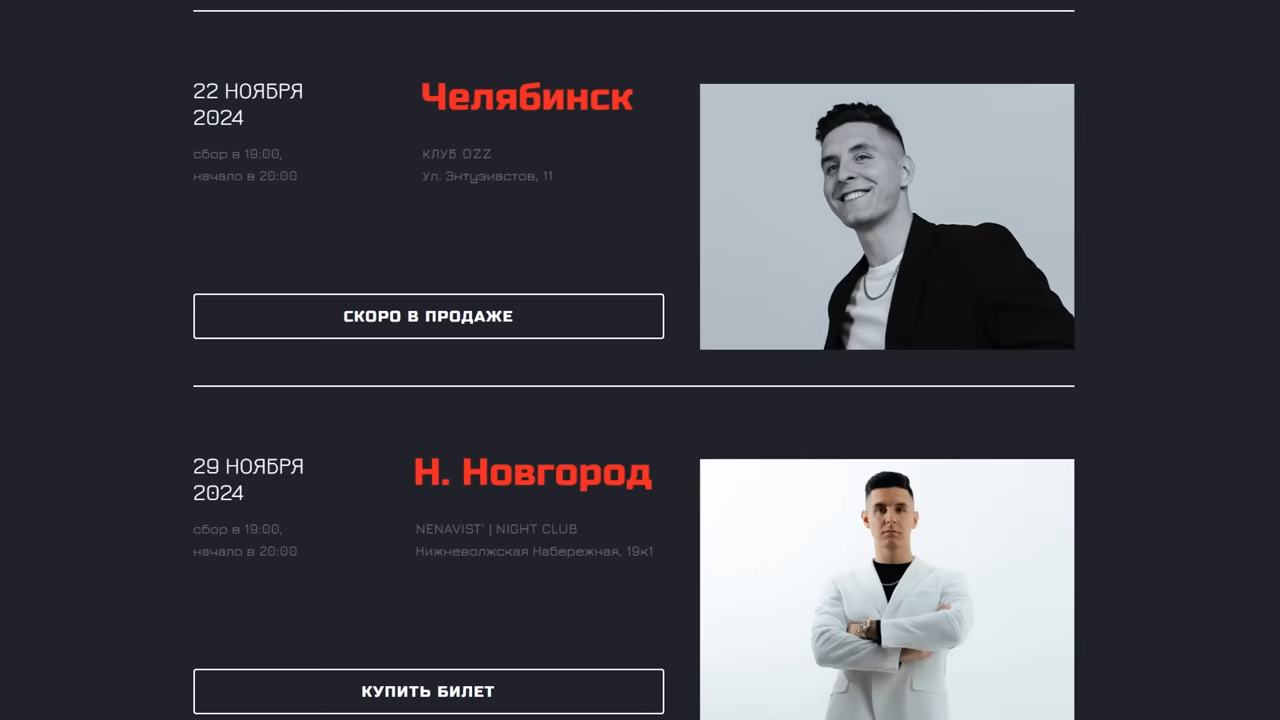 22 НОЯБРЯ
2024
Челябинск
сбор в 19:00,
начало в 20:00
КЛУБ OZZ
Ул. Энтузиастов, 11
СКОРО В ПРОДАЖЕ
29 НОЯБРЯ
2024
Н. Новгород
сбор в 19:00,
начало в 20:00
NENAVIST' | NIGHT CLUB
Нижневолжская Набережная, 19к1
КУПИТЬ БИЛЕТ